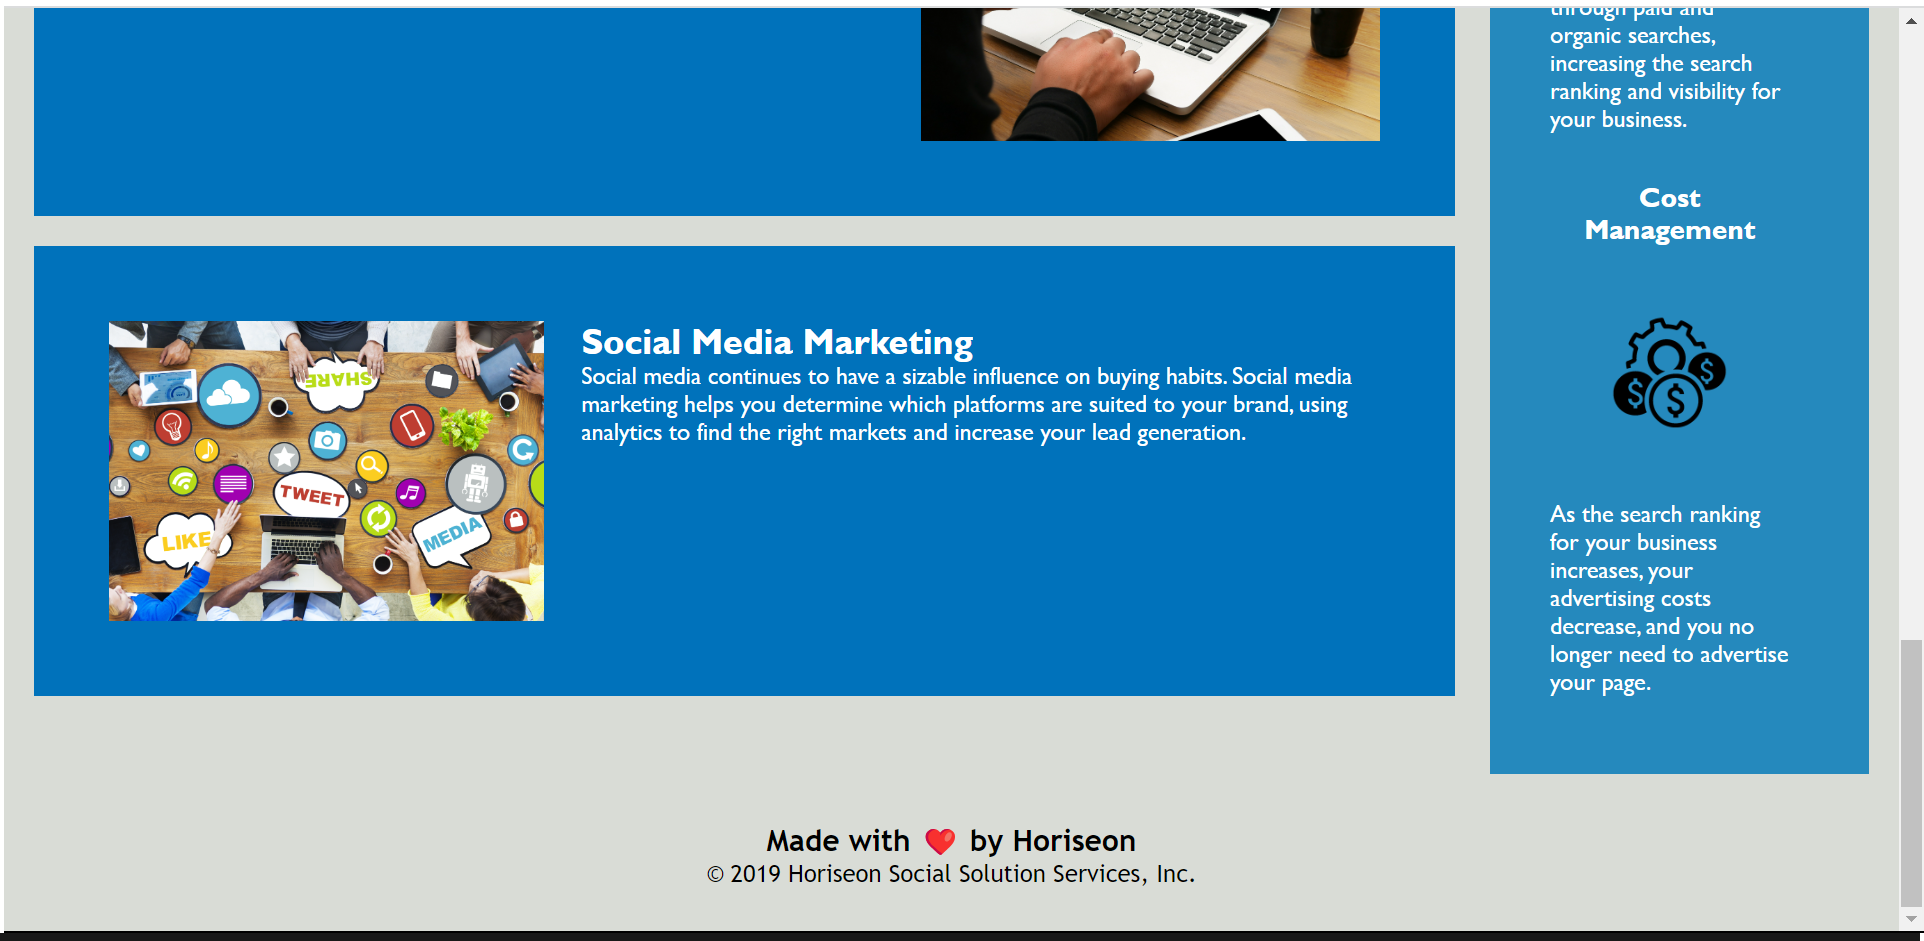 through paid and
organic searches,
increasing the search
ranking and visibility for
your business.
Cost
Management
Social Media Marketing
Social media continues to have a sizable influence on buying habits. Social media
marketing helps you determine which platforms are suited to your brand, using
analytics to find the right markets and increase your lead generation.
SHARE
TWEET
LIKE
MEDIA
$
$
$
As the search ranking
for your business
increases, your
advertising costs
decrease, and you no
longer need to advertise
your page.
Made with ❤️ by Horiseon
© 2019 Horiseon Social Solution Services, Inc.